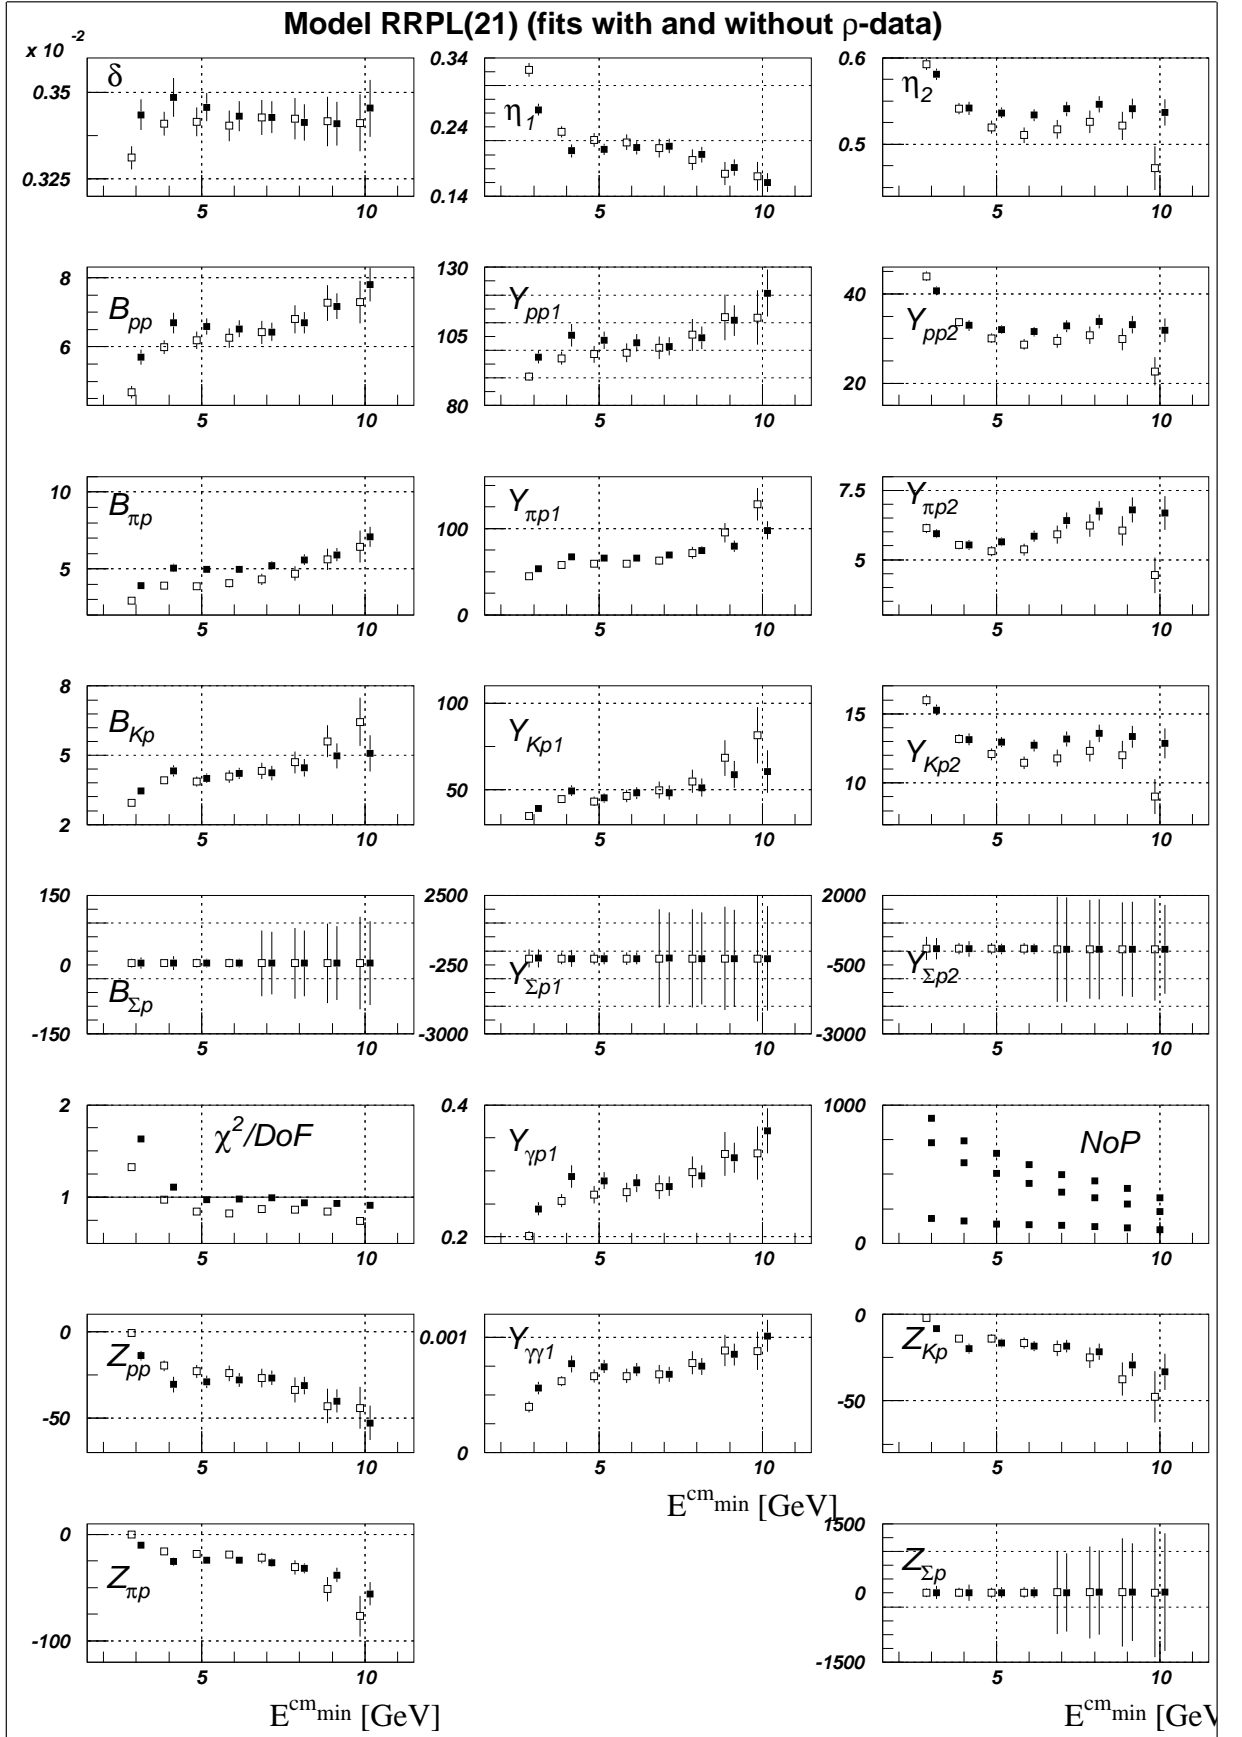 Model RRPL(21) (fits with and without ρ-data)
x 10 -2
δ
0.35
0.325
5 10
η1
0.34
0.24
0.14
5 10
η2
0.6
0.5
5 10
Bpp
8
6
5 10
Ypp1
130
105
80
5 10
Ypp2
40
20
5 10
Bπp
10
5
5 10
Yπp1
100
0
5 10
Yπp2
7.5
5
5 10
BKp
8
5
2
5 10
YKp1
100
50
5 10
YKp2
15
10
5 10
BΣp
150
0
-150
5 10
YΣp1
2500
-250
-3000
5 10
YΣp2
2000
-500
-3000
5 10
χ2/DoF
2
1
5 10
Yγp1
0.4
0.2
5 10
NoP
1000
0
5 10
Zpp
0
-50
5 10
Yγγ1
0.001
0
5 10
Ecm min [GeV]
ZKp
0
-50
5 10
Zπp
0
-100
5 10
Ecm min [GeV]
ZΣp
1500
0
-1500
5 10
Ecm min [GeV